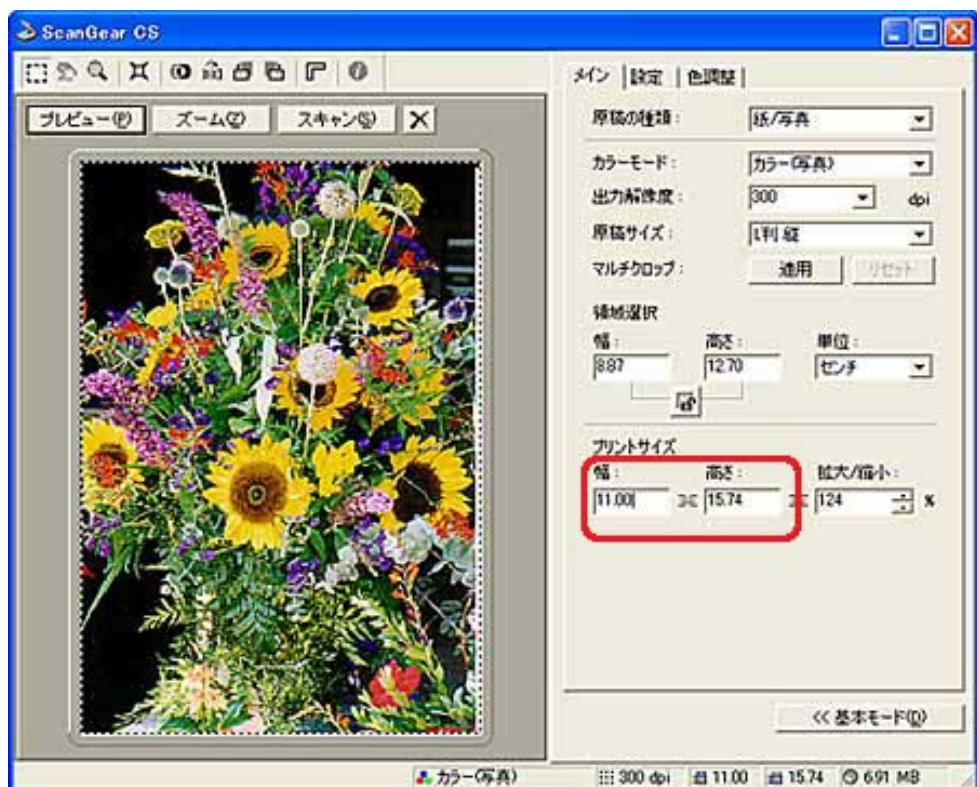 ScanGear CS
プレビュー(P) ズーム(Z) スキャン(S)
メイン 設定 色調整
原稿の種類: 紙/写真
カラーモード: カラー(写真)
出力解像度: 300 dpi
原稿サイズ: L判 縦
マルチクロップ: 適用 リセット
領域選択
幅: 高さ: 単位:
8.87 12.70 センチ
プリントサイズ
幅: 高さ: 拡大/縮小:
11.00 15.74 124 %
<< 基本モード(D)
カラー(写真) 300 dpi 11.00 15.74 6.91 MB